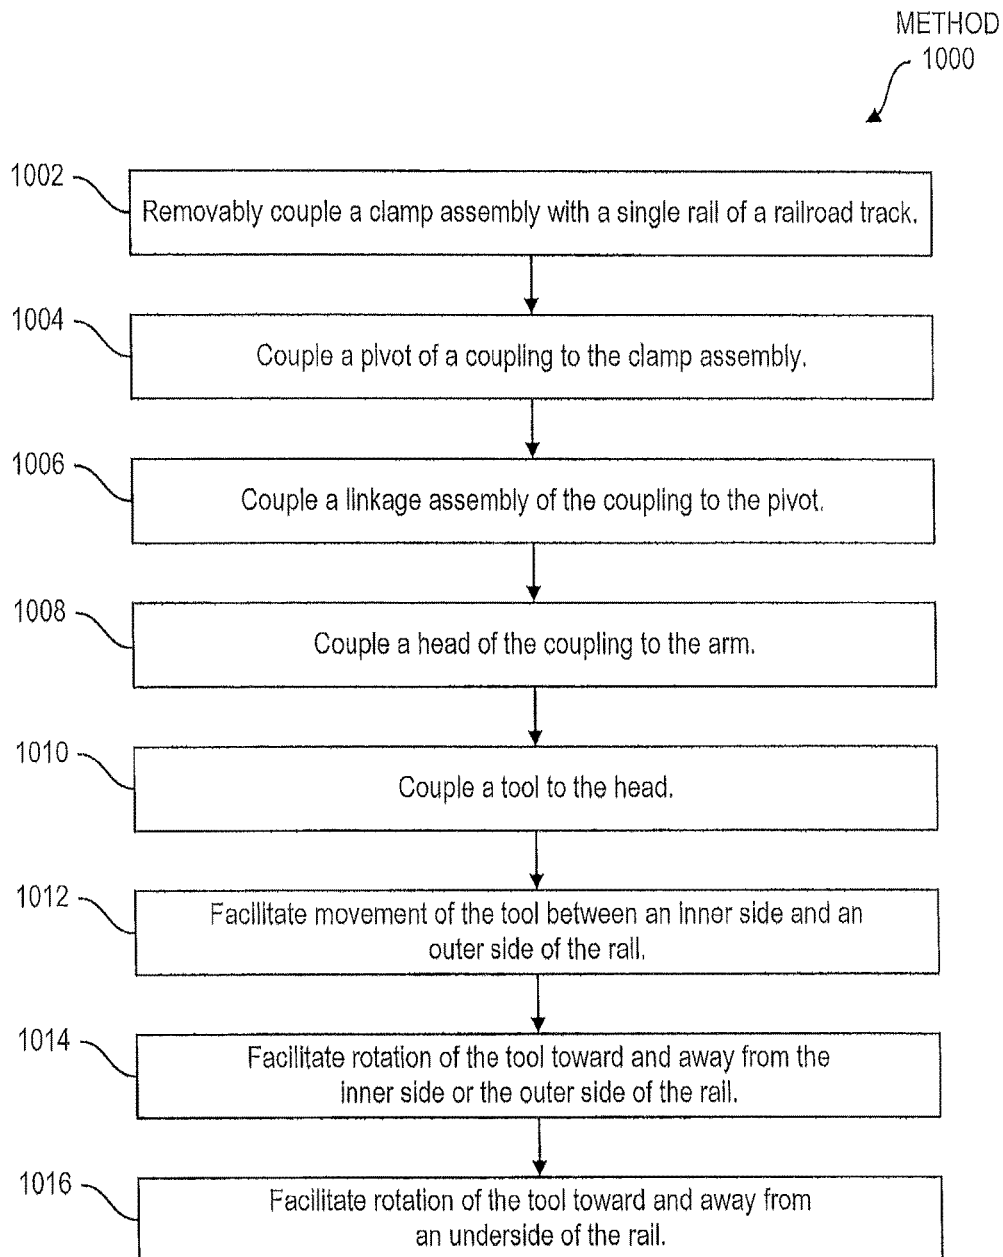 METHOD
1000
1002
Removably couple a clamp assembly with a single rail of a railroad track.
1004
Couple a pivot of a coupling to the clamp assembly.
1006
Couple a linkage assembly of the coupling to the pivot.
1008
Couple a head of the coupling to the arm.
1010
Couple a tool to the head.
1012
Facilitate movement of the tool between an inner side and an
outer side of the rail.
1014
Facilitate rotation of the tool toward and away from the
inner side or the outer side of the rail.
1016
Facilitate rotation of the tool toward and away from
an underside of the rail.